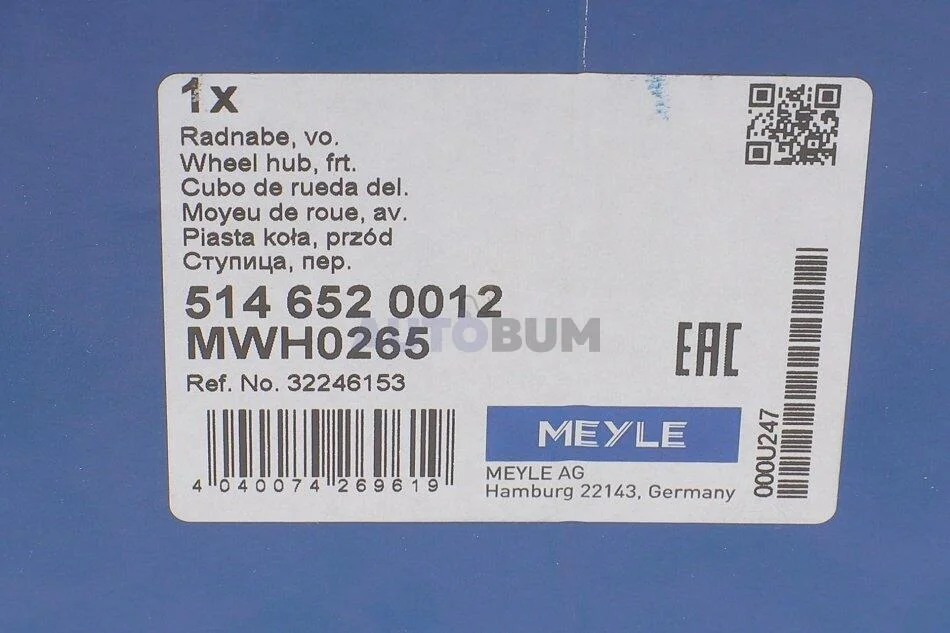 1x
Radnabe, vo.
Wheel hub, frt.
Cubo de rueda del.
Moyeu de roue, av.
Piasta koła, przód
Ступица, пер.
514 652 0012
MWH0265
AUTOBUM
Ref. No. 32246153
EAC
4 040074 269619
MEYLE
MEYLE AG
Hamburg 22143, Germany
000U247